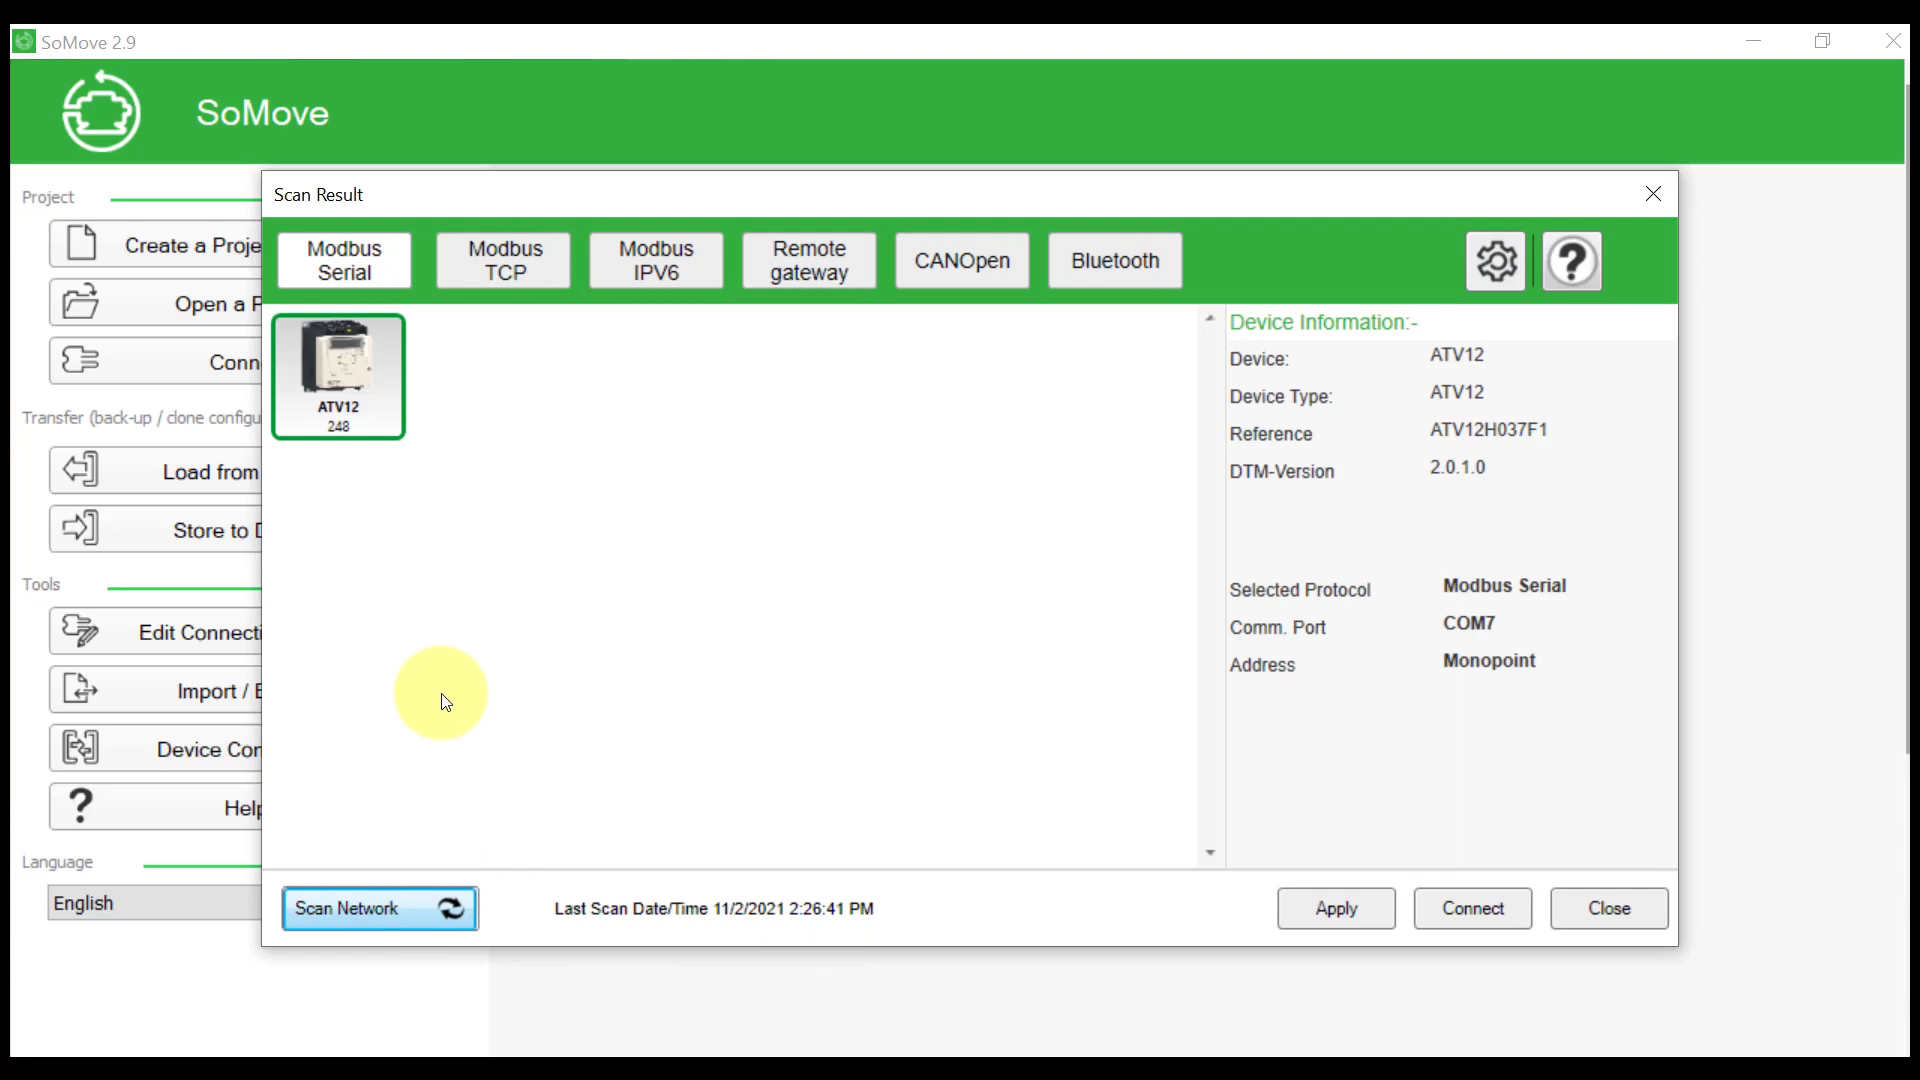 SoMove 2.9
SoMove
Project
Create a Proje
Open a P
Conn
Transfer (back-up / clone configu
Load from
Store to D
Tools
Edit Connecti
Import / E
Device Con
? Help
Language
English
Scan Result
Modbus Serial
Modbus TCP
Modbus IPV6
Remote gateway
CANOpen
Bluetooth
?
ATV12
248
Device Information:-
Device: ATV12
Device Type: ATV12
Reference ATV12H037F1
DTM-Version 2.0.1.0
Selected Protocol Modbus Serial
Comm. Port COM7
Address Monopoint
Scan Network
Last Scan Date/Time 11/2/2021 2:26:41 PM
Apply
Connect
Close